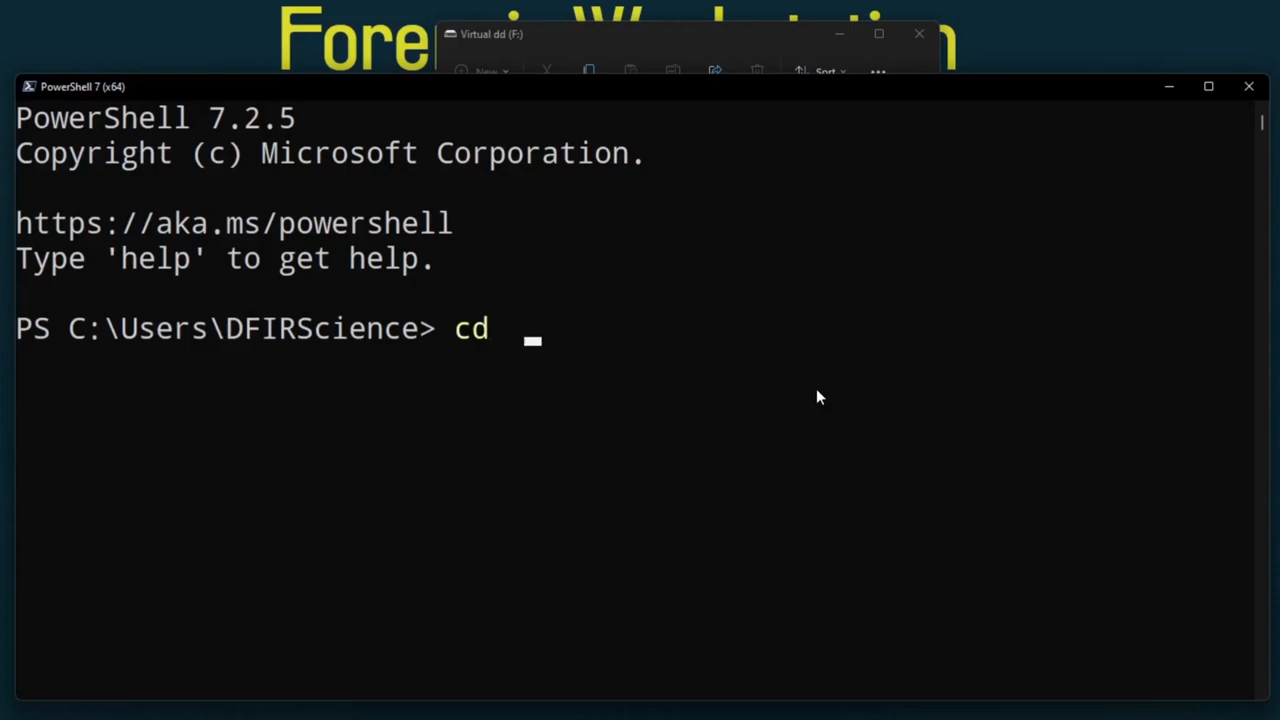 Fore
Virtual dd (F:)
New
Sort
PowerShell 7 (x64)
PowerShell 7.2.5
Copyright (c) Microsoft Corporation.
https://aka.ms/powershell
Type 'help' to get help.
PS C:\Users\DFIRScience> cd